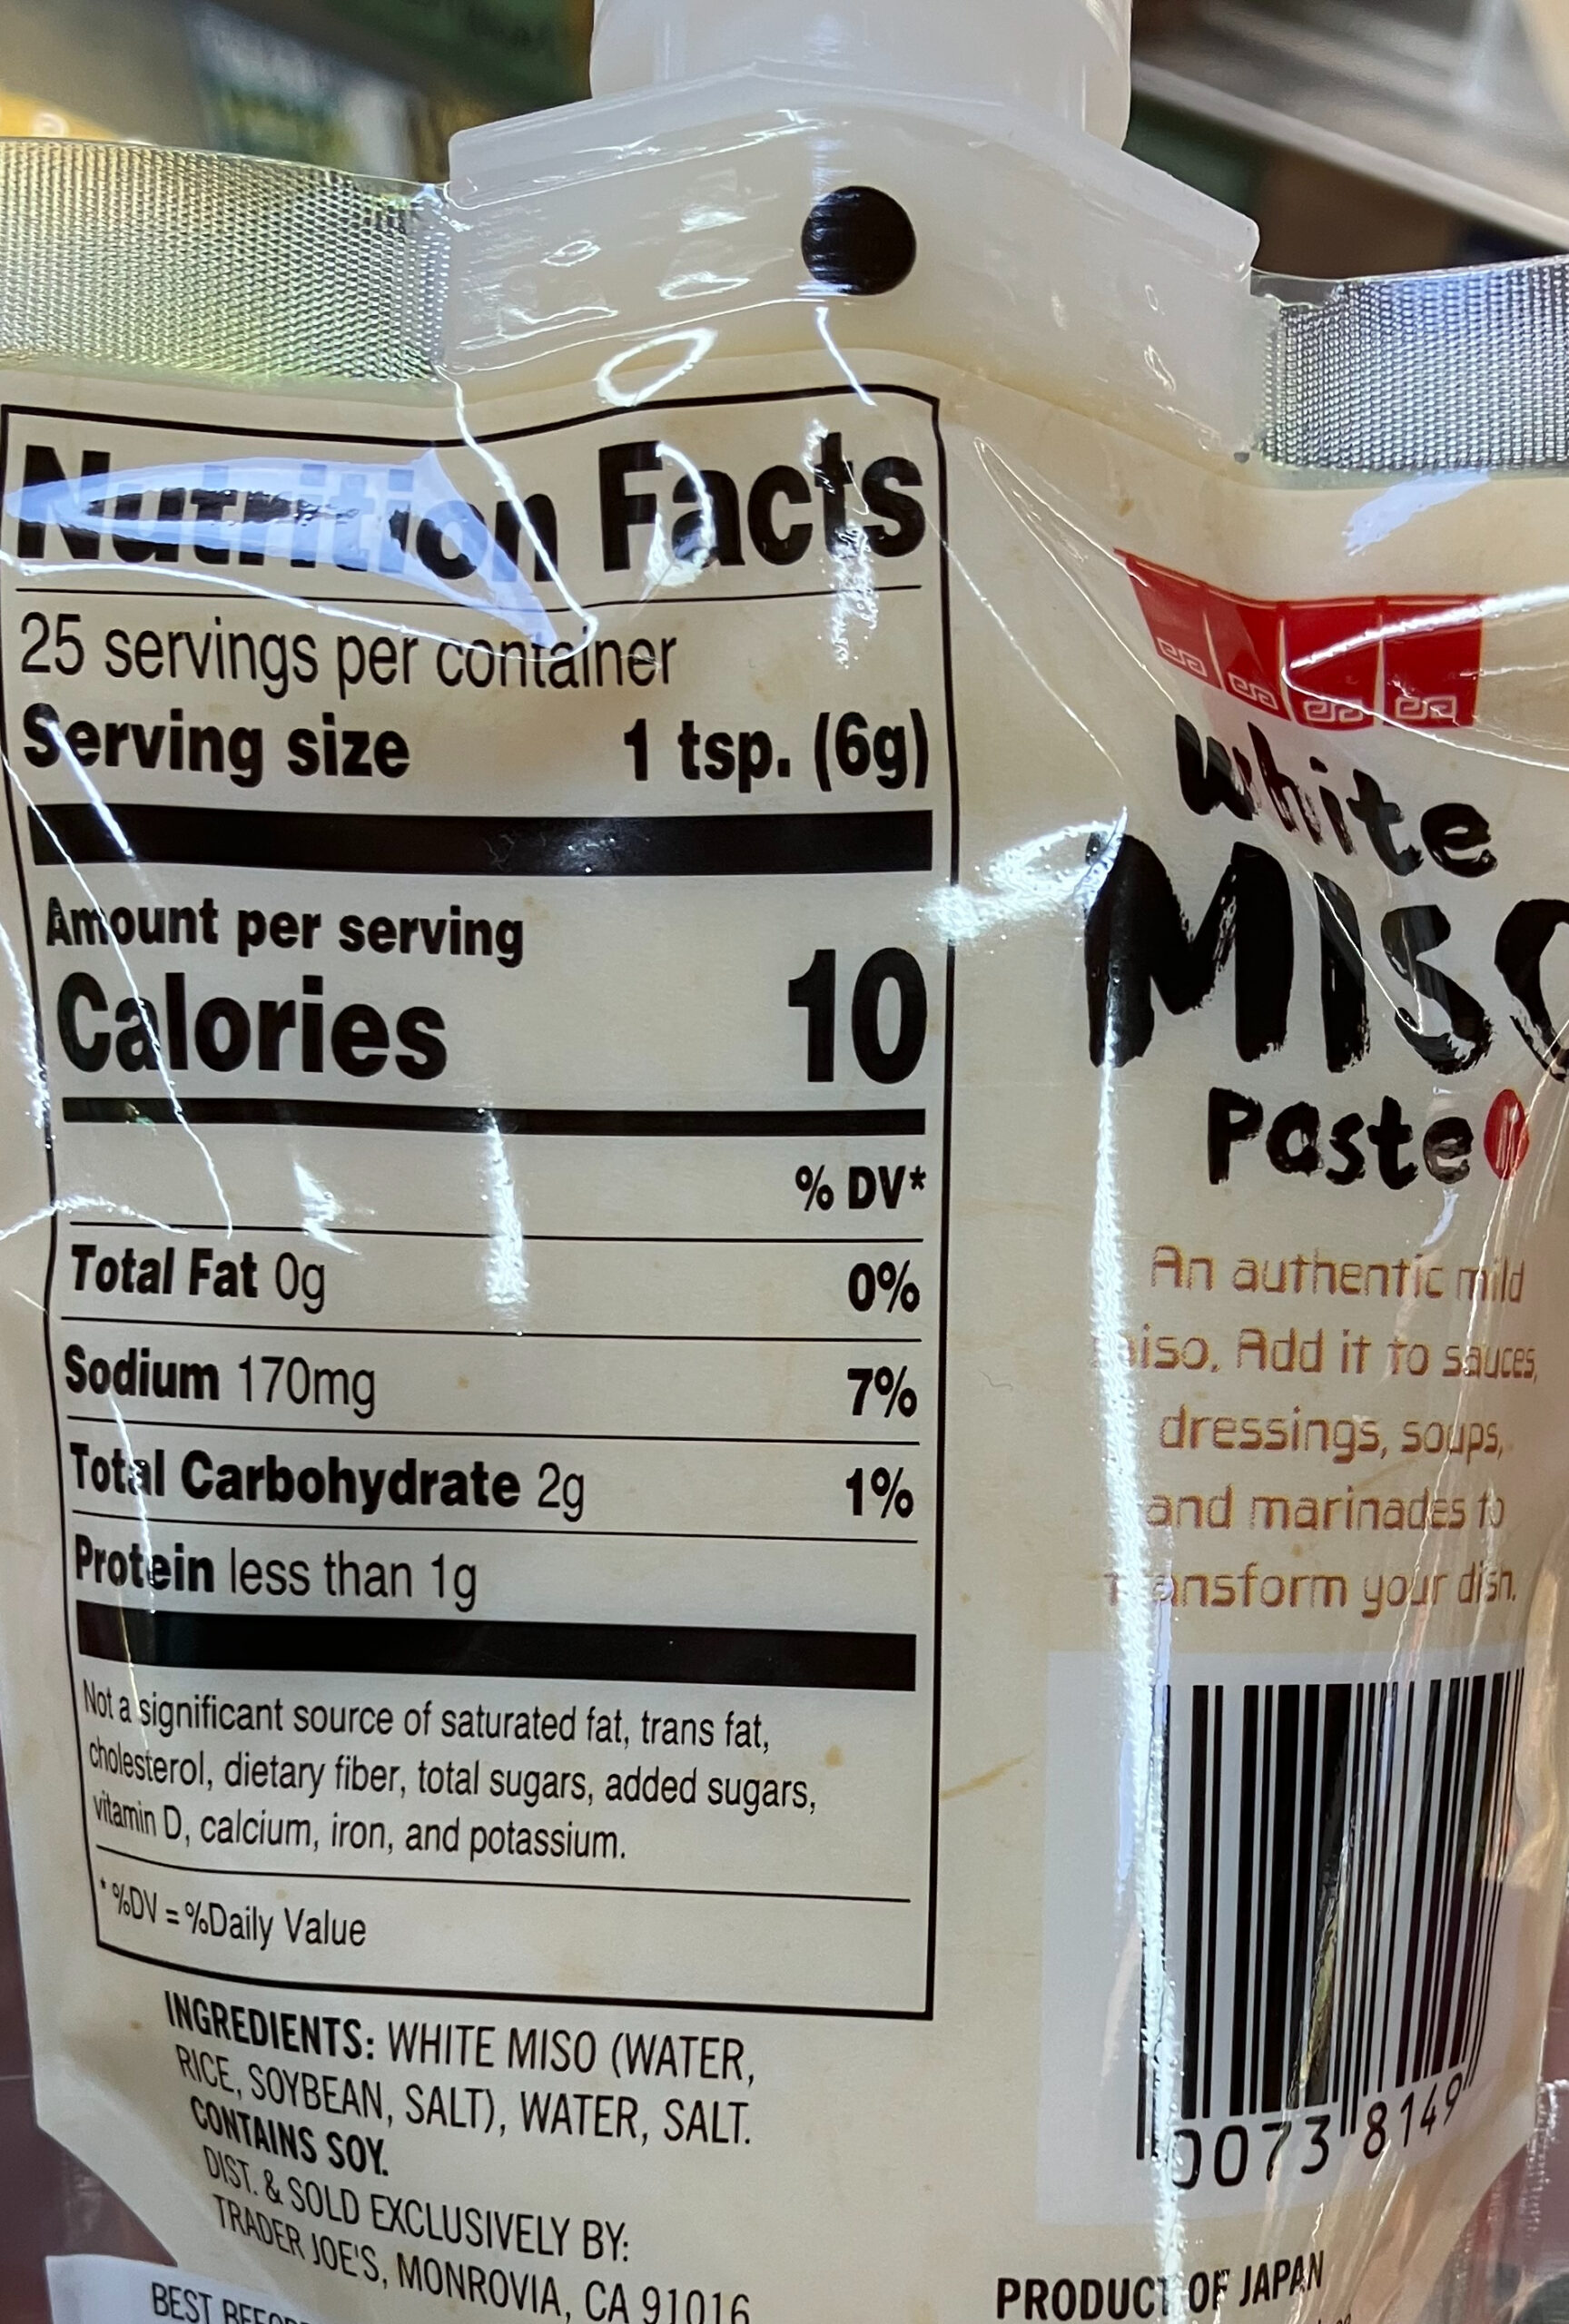 Nutrition Facts
25 servings per container
Serving size 1 tsp. (6g)
Amount per serving
Calories 10
% DV*
Total Fat 0g 0%
Sodium 170mg 7%
Total Carbohydrate 2g 1%
Protein less than 1g
Not a significant source of saturated fat, trans fat,
cholesterol, dietary fiber, total sugars, added sugars,
vitamin D, calcium, iron, and potassium.
* %DV = %Daily Value
INGREDIENTS: WHITE MISO (WATER,
RICE, SOYBEAN, SALT), WATER, SALT.
CONTAINS SOY.
DIST. & SOLD EXCLUSIVELY BY:
TRADER JOE'S, MONROVIA, CA 91016
BEST BEFORE
white
MISO
Paste
An authentic mild
miso. Add it to sauces,
dressings, soups,
and marinades to
transform your dish.
0073 8149
PRODUCT OF JAPAN